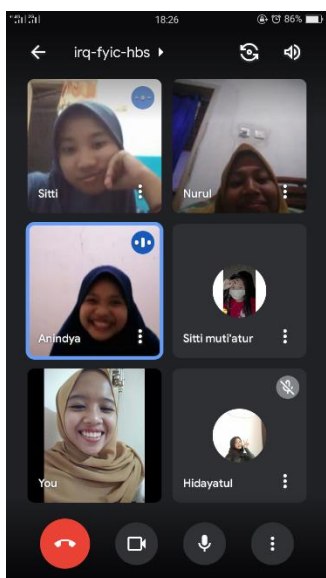 18:26
86%
irq-fyic-hbs
Sitti
Nurul
Anindya
Sitti muti'atur
You
Hidayatul